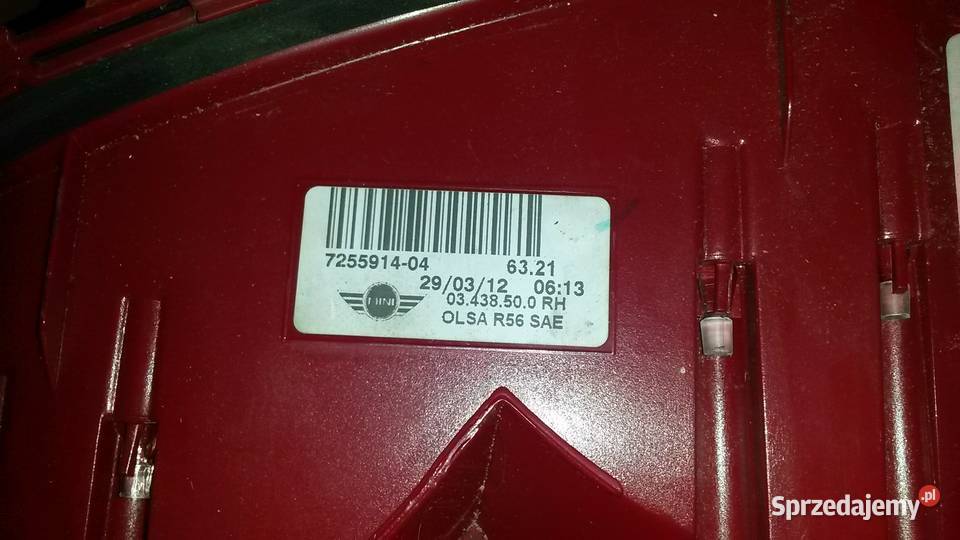 7255914-04 63.21
29/03/12 06:13
03.438.50.0 RH
MINI
OLSA R56 SAE
Sprzedajemy.pl